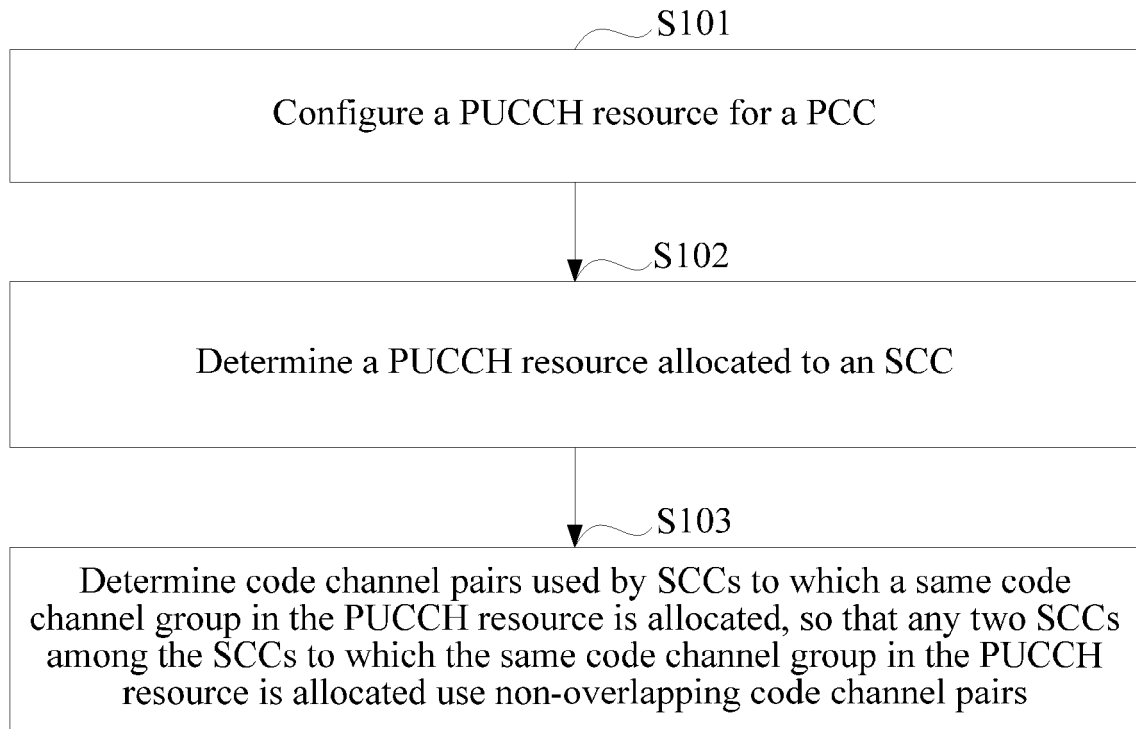 S101
Configure a PUCCH resource for a PCC
S102
Determine a PUCCH resource allocated to an SCC
S103
Determine code channel pairs used by SCCs to which a same code
channel group in the PUCCH resource is allocated, so that any two SCCs
among the SCCs to which the same code channel group in the PUCCH
resource is allocated use non-overlapping code channel pairs